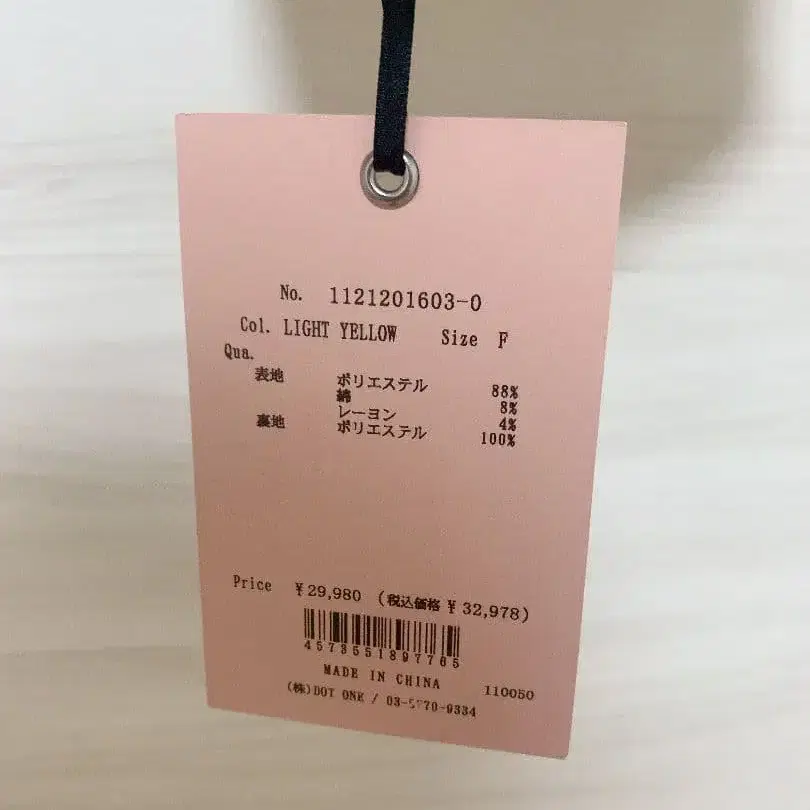 No. 1121201603-0
Col. LIGHT YELLOW Size F
Qua.
表地 ポリエステル 88%
綿 8%
レーヨン 4%
裏地 ポリエステル 100%
Price ¥29,980 (税込価格 ¥32,978)
4573551897765
MADE IN CHINA 110050
(株)DOT ONE / 03-5770-9334